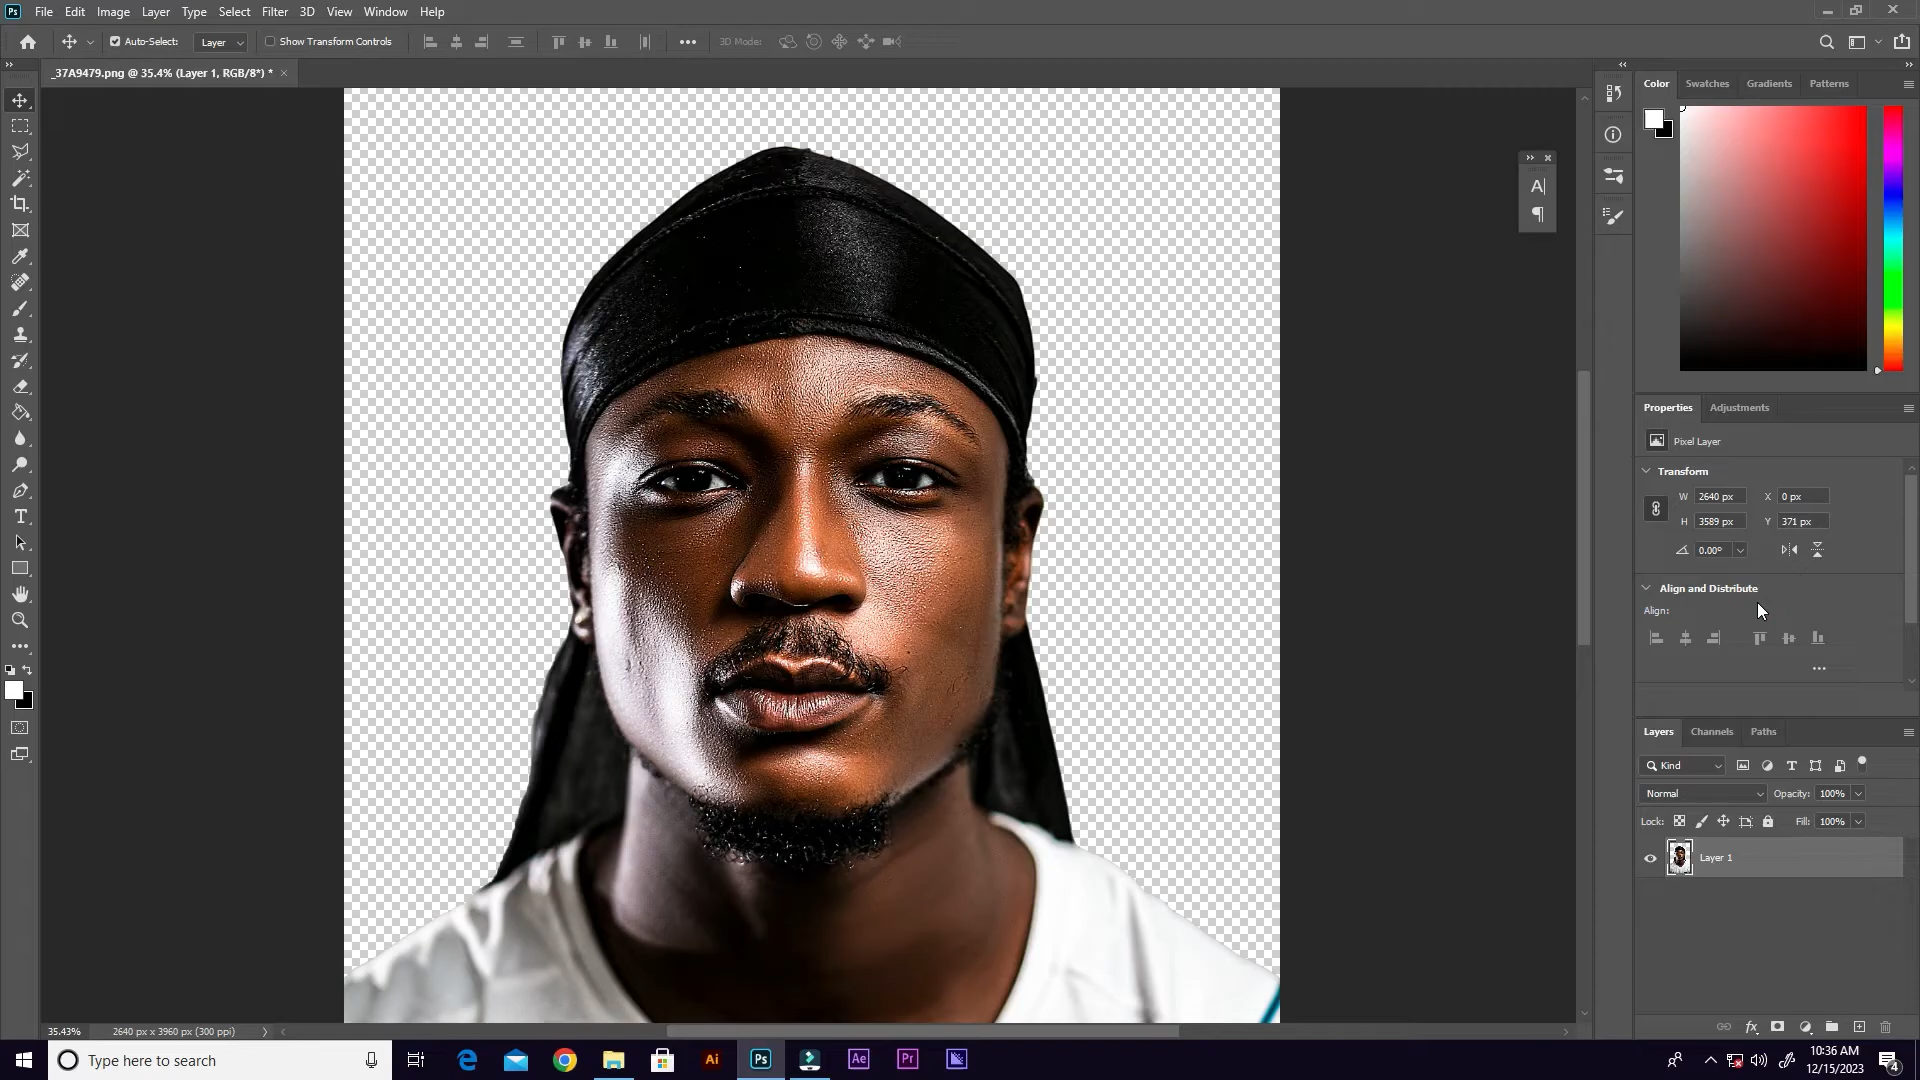 Ps File Edit Image Layer Type Select Filter 3D View Window Help
Auto-Select: Layer Show Transform Controls 3D Mode:
_37A9479.png @ 35.4% (Layer 1, RGB/8*) *
Color Swatches Gradients Patterns
A|
¶
Properties Adjustments
Pixel Layer
Transform
W 2640 px X 0 px
H 3589 px Y 371 px
0.00°
Align and Distribute
Align:
Layers Channels Paths
Kind
Normal Opacity: 100%
Lock: Fill: 100%
Layer 1
fx
35.43% 2640 px x 3960 px (300 ppi)
Type here to search
Ai Ps Ae Pr
10:36 AM
12/15/2023
4